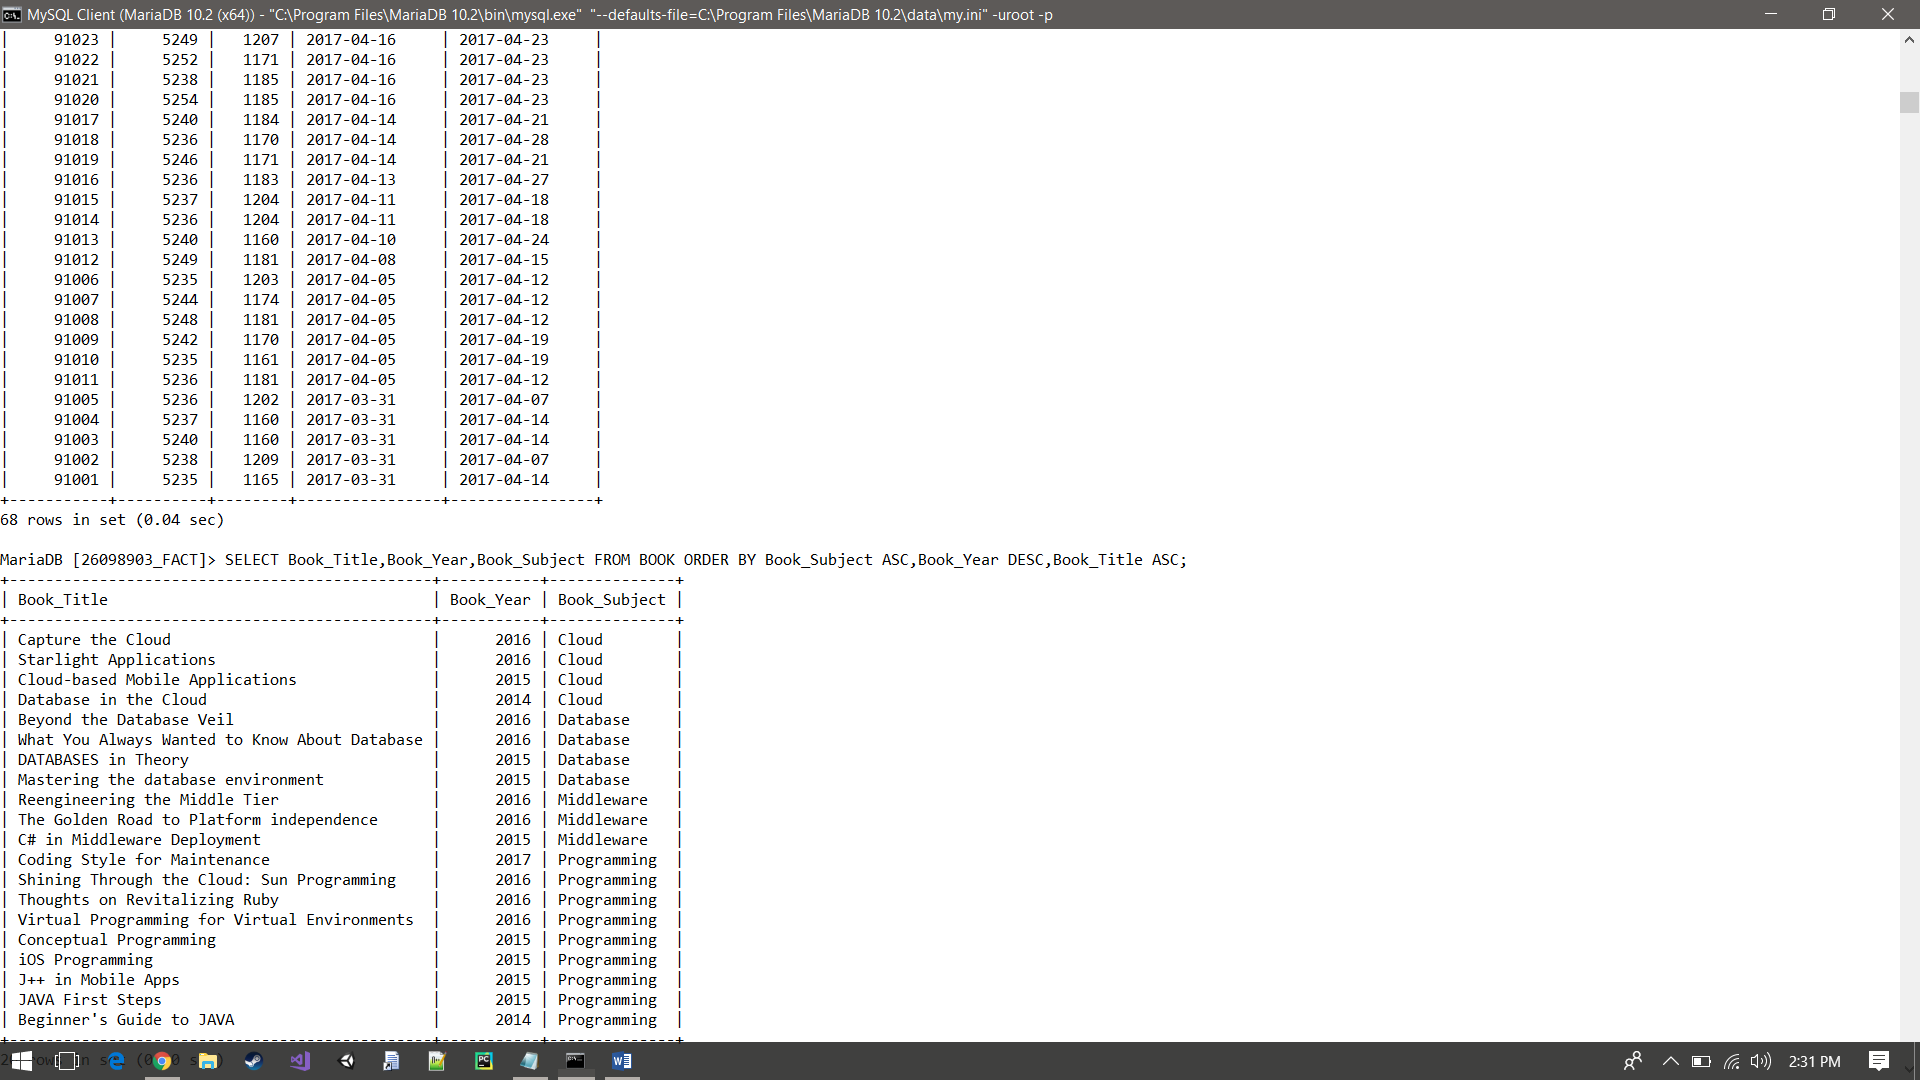 MySQL Client (MariaDB 10.2 (x64)) - "C:\Program Files\MariaDB 10.2\bin\mysql.exe"  "--defaults-file=C:\Program Files\MariaDB 10.2\data\my.ini" -uroot -p
|     91023 |     5249 |   1207 | 2017-04-16     | 2017-04-23     |
|     91022 |     5252 |   1171 | 2017-04-16     | 2017-04-23     |
|     91021 |     5238 |   1185 | 2017-04-16     | 2017-04-23     |
|     91020 |     5254 |   1185 | 2017-04-16     | 2017-04-23     |
|     91017 |     5240 |   1184 | 2017-04-14     | 2017-04-21     |
|     91018 |     5236 |   1170 | 2017-04-14     | 2017-04-28     |
|     91019 |     5246 |   1171 | 2017-04-14     | 2017-04-21     |
|     91016 |     5236 |   1183 | 2017-04-13     | 2017-04-27     |
|     91015 |     5237 |   1204 | 2017-04-11     | 2017-04-18     |
|     91014 |     5236 |   1204 | 2017-04-11     | 2017-04-18     |
|     91013 |     5240 |   1160 | 2017-04-10     | 2017-04-24     |
|     91012 |     5249 |   1181 | 2017-04-08     | 2017-04-15     |
|     91006 |     5235 |   1203 | 2017-04-05     | 2017-04-12     |
|     91007 |     5244 |   1174 | 2017-04-05     | 2017-04-12     |
|     91008 |     5248 |   1181 | 2017-04-05     | 2017-04-12     |
|     91009 |     5242 |   1170 | 2017-04-05     | 2017-04-19     |
|     91010 |     5235 |   1161 | 2017-04-05     | 2017-04-19     |
|     91011 |     5236 |   1181 | 2017-04-05     | 2017-04-12     |
|     91005 |     5236 |   1202 | 2017-03-31     | 2017-04-07     |
|     91004 |     5237 |   1160 | 2017-03-31     | 2017-04-14     |
|     91003 |     5240 |   1160 | 2017-03-31     | 2017-04-14     |
|     91002 |     5238 |   1209 | 2017-03-31     | 2017-04-07     |
|     91001 |     5235 |   1165 | 2017-03-31     | 2017-04-14     |
+-----------+----------+--------+----------------+----------------+
68 rows in set (0.04 sec)
MariaDB [26098903_FACT]> SELECT Book_Title,Book_Year,Book_Subject FROM BOOK ORDER BY Book_Subject ASC,Book_Year DESC,Book_Title ASC;
+-----------------------------------------------+-----------+--------------+
| Book_Title                                    | Book_Year | Book_Subject |
+-----------------------------------------------+-----------+--------------+
| Capture the Cloud                             |      2016 | Cloud        |
| Starlight Applications                        |      2016 | Cloud        |
| Cloud-based Mobile Applications               |      2015 | Cloud        |
| Database in the Cloud                         |      2014 | Cloud        |
| Beyond the Database Veil                      |      2016 | Database     |
| What You Always Wanted to Know About Database |      2016 | Database     |
| DATABASES in Theory                           |      2015 | Database     |
| Mastering the database environment            |      2015 | Database     |
| Reengineering the Middle Tier                 |      2016 | Middleware   |
| The Golden Road to Platform independence      |      2016 | Middleware   |
| C# in Middleware Deployment                   |      2015 | Middleware   |
| Coding Style for Maintenance                  |      2017 | Programming  |
| Shining Through the Cloud: Sun Programming    |      2016 | Programming  |
| Thoughts on Revitalizing Ruby                 |      2016 | Programming  |
| Virtual Programming for Virtual Environments  |      2016 | Programming  |
| Conceptual Programming                        |      2015 | Programming  |
| iOS Programming                               |      2015 | Programming  |
| J++ in Mobile Apps                            |      2015 | Programming  |
| JAVA First Steps                              |      2015 | Programming  |
| Beginner's Guide to JAVA                      |      2014 | Programming  |
+-----------------------------------------------+-----------+--------------+
2:31 PM